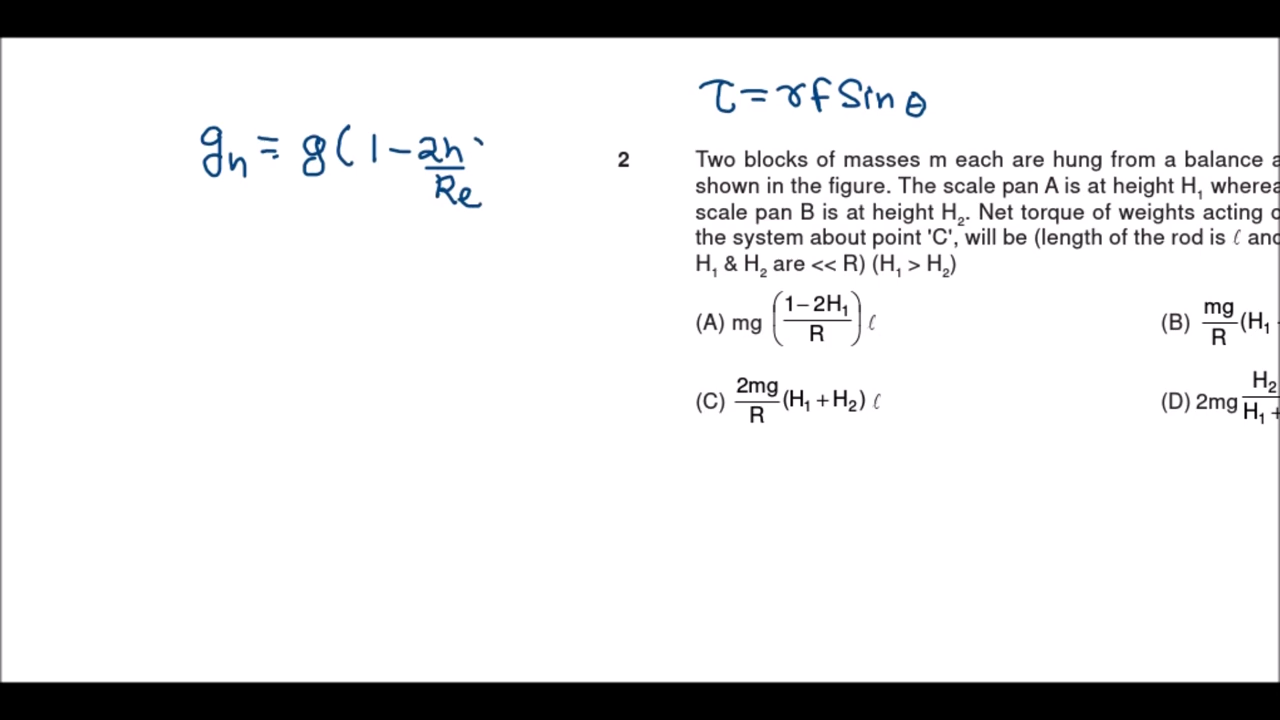 τ = rf Sin θ
gₕ = g(1 - 2h
Re
2
Two blocks of masses m each are hung from a balance
shown in the figure. The scale pan A is at height H₁
scale pan B is at height H₂. Net torque of weights acting
the system about point 'C', will be (length of the rod is ℓ
H₁ & H₂ are << R) (H₁ > H₂)
(A) mg (1 – 2H₁ / R) ℓ
(B) mg / R (H₁
(C) 2mg / R (H₁ + H₂) ℓ
(D) 2mg H₂ / H₁ +